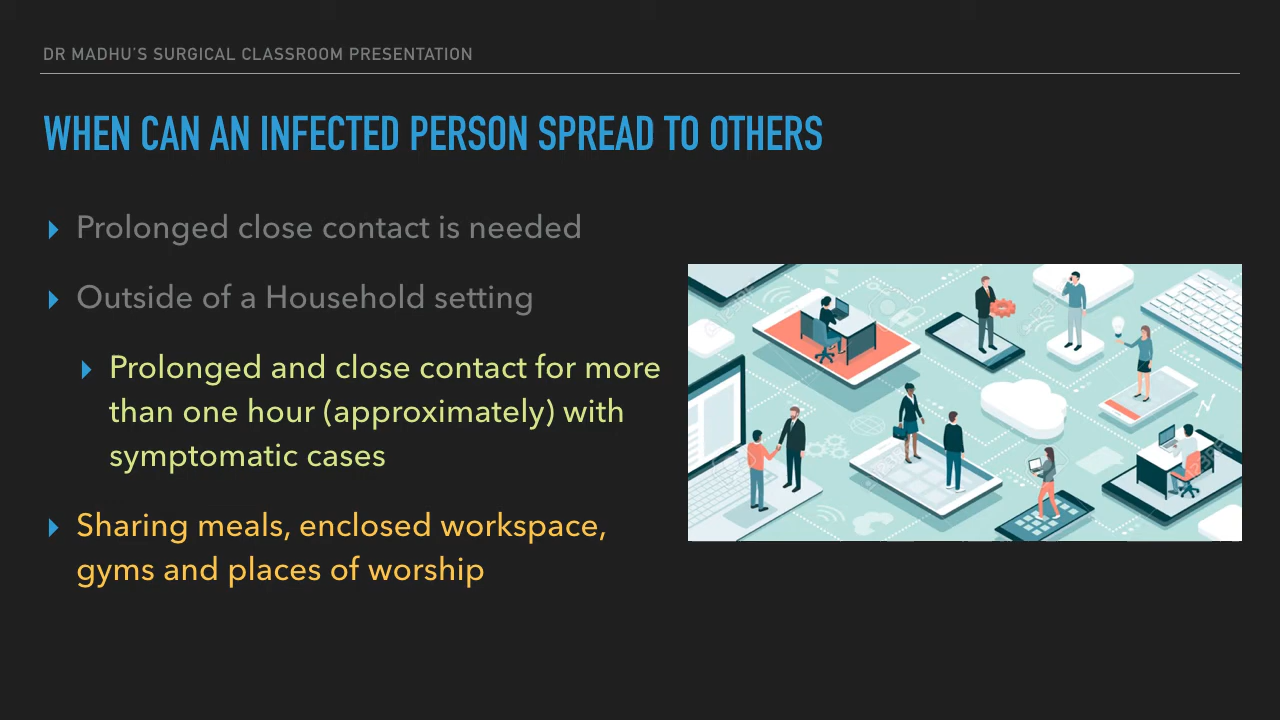 DR MADHU'S SURGICAL CLASSROOM PRESENTATION
WHEN CAN AN INFECTED PERSON SPREAD TO OTHERS
Prolonged close contact is needed
Outside of a Household setting
Prolonged and close contact for more
than one hour (approximately) with
symptomatic cases
Sharing meals, enclosed workspace,
gyms and places of worship